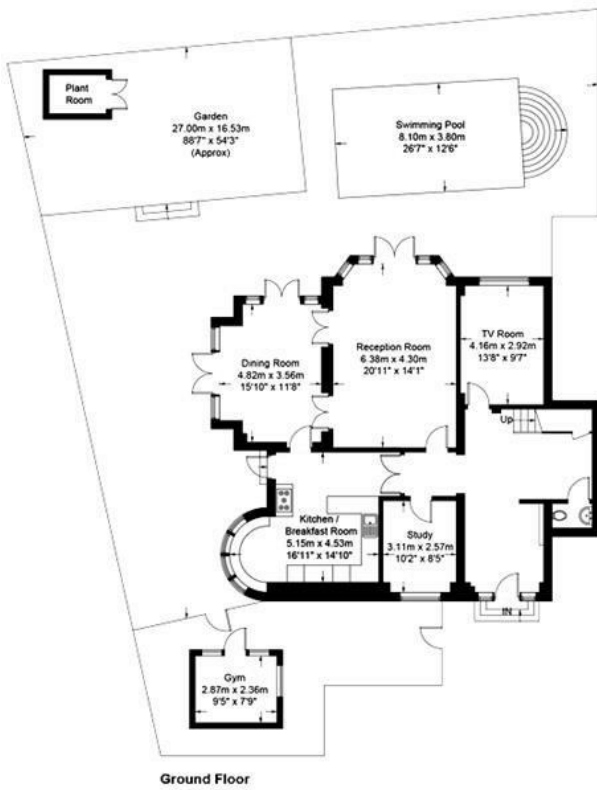 Plant
Room
Garden
27.00m x 16.53m
88'7" x 54'3"
(Approx)
Swimming Pool
8.10m x 3.80m
26'7" x 12'6"
Reception Room
6.38m x 4.30m
20'11" x 14'1"
TV Room
4.16m x 2.92m
13'8" x 9'7"
Dining Room
4.82m x 3.56m
15'10" x 11'8"
Up
Kitchen /
Breakfast Room
5.15m x 4.53m
16'11" x 14'10"
Study
3.11m x 2.57m
10'2" x 8'5"
IN
Gym
2.87m x 2.36m
9'5" x 7'9"
Ground Floor